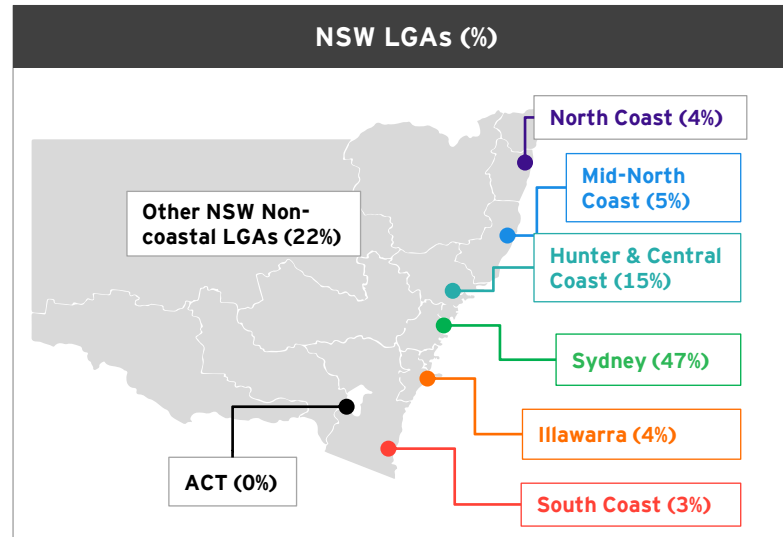 NSW LGAs (%)
North Coast (4%)
Mid-North
Coast (5%)
Other NSW Non-
coastal LGAs (22%)
Hunter & Central
Coast (15%)
Sydney (47%)
Illawarra (4%)
ACT (0%)
South Coast (3%)